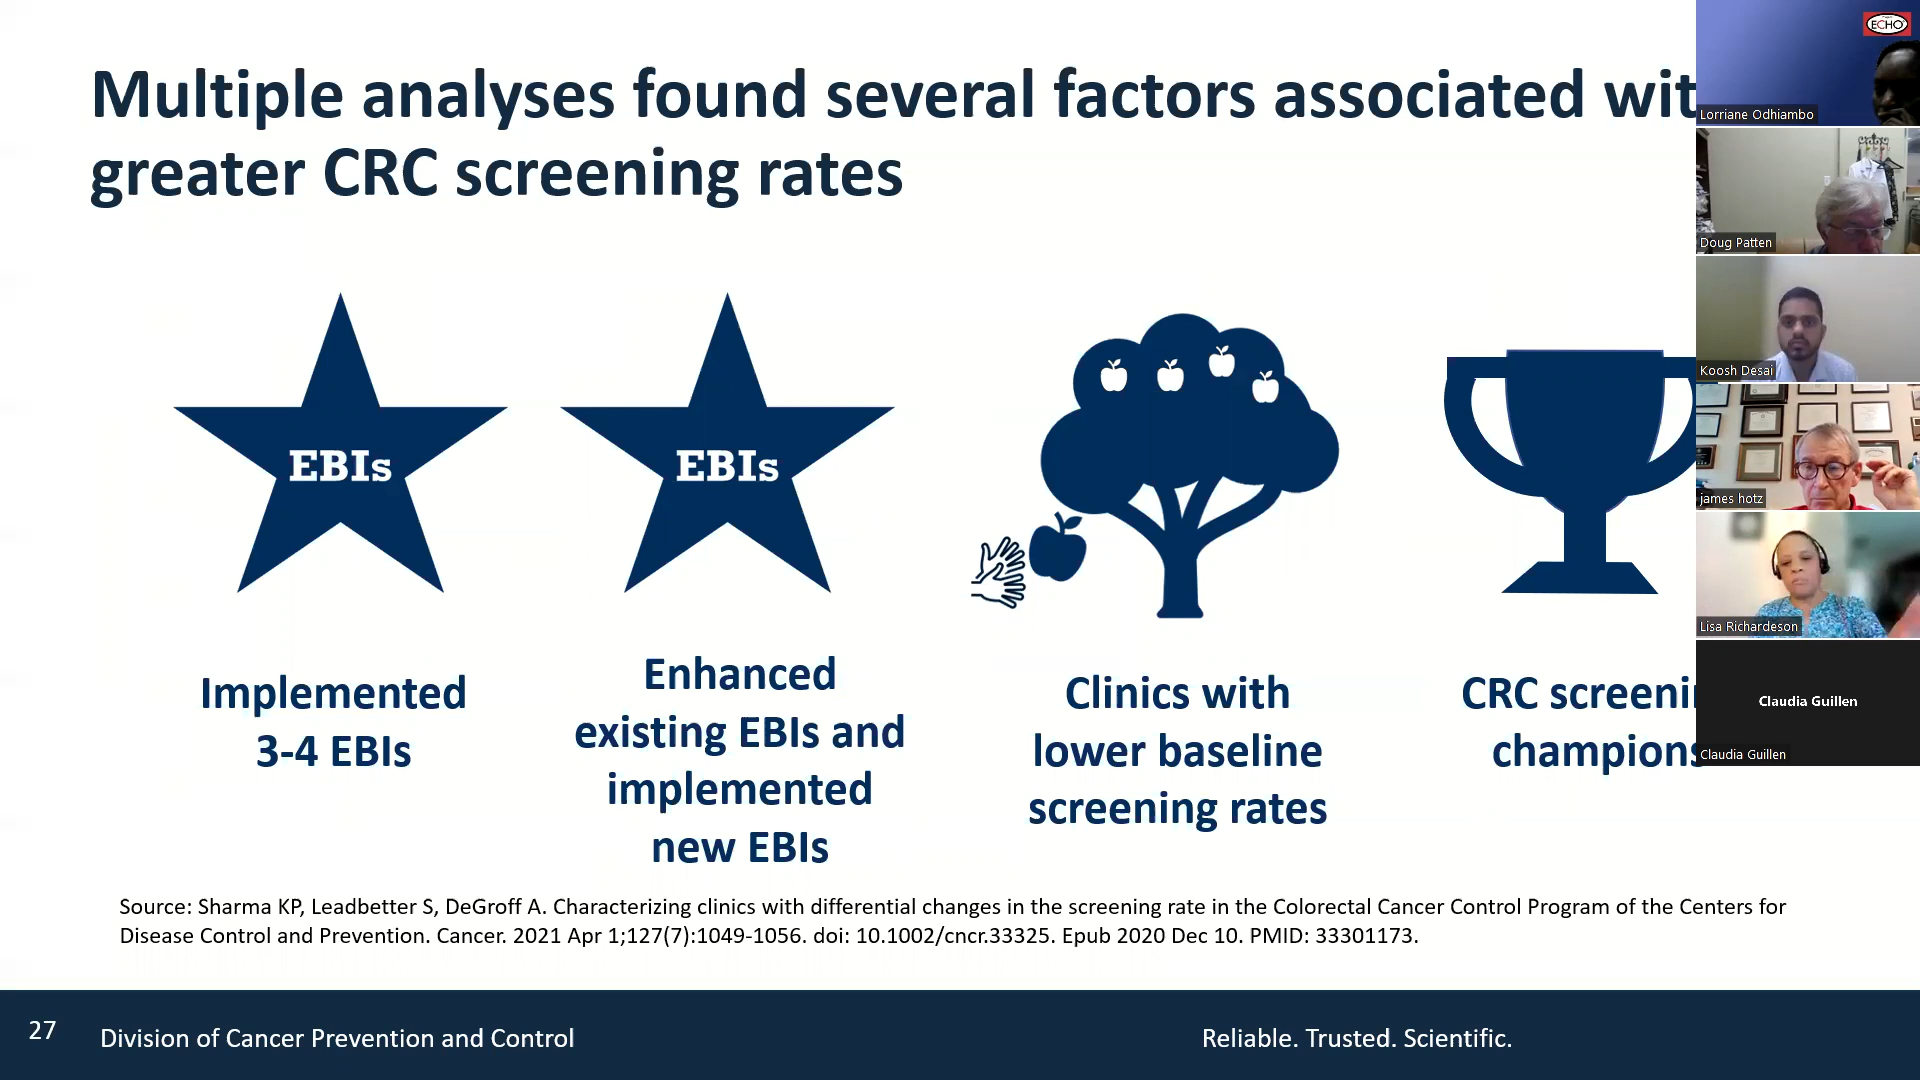 Multiple analyses found several factors associated wit
greater CRC screening rates
EBIs
EBIs
Implemented
3-4 EBIs
Enhanced
existing EBIs and
implemented
new EBIs
Clinics with
lower baseline
screening rates
CRC screeni
champions
Source: Sharma KP, Leadbetter S, DeGroff A. Characterizing clinics with differential changes in the screening rate in the Colorectal Cancer Control Program of the Centers for
Disease Control and Prevention. Cancer. 2021 Apr 1;127(7):1049-1056. doi: 10.1002/cncr.33325. Epub 2020 Dec 10. PMID: 33301173.
27
Division of Cancer Prevention and Control
Reliable. Trusted. Scientific.
ECHO
Lorriane Odhiambo
Doug Patten
Koosh Desai
james hotz
Lisa Richardeson
Claudia Guillen
Claudia Guillen